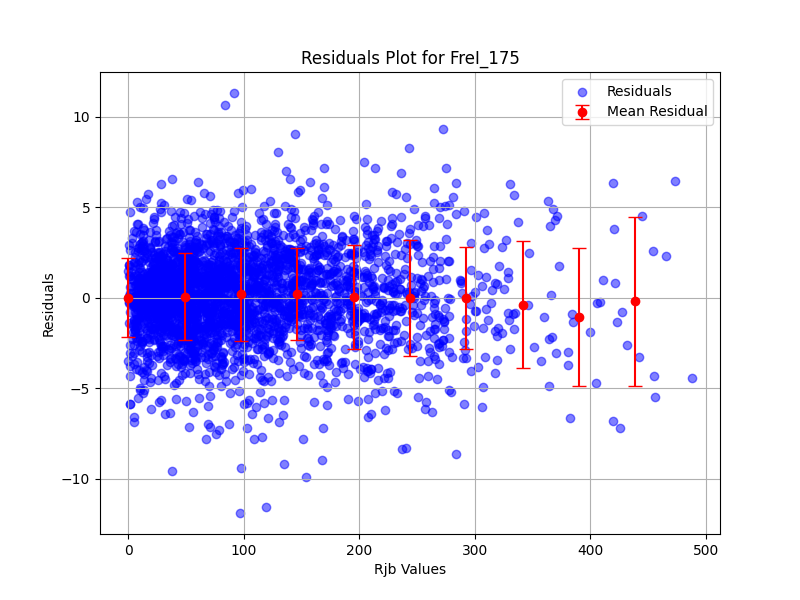 Residuals Plot for FreI_175
Residuals
Mean Residual
10
5
0
−5
−10
Residuals
0
100
200
300
400
500
Rjb Values